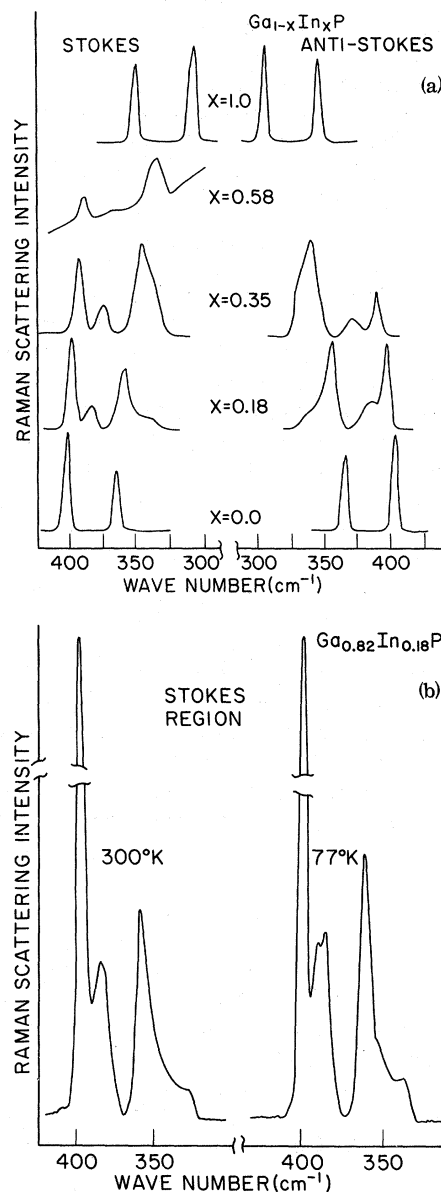 Ga1-xInxP
STOKES
ANTI-STOKES
(a)
X=1.0
X=0.58
X=0.35
X=0.18
X=0.0
RAMAN SCATTERING INTENSITY
400 350 300 300 350 400
WAVE NUMBER(cm⁻¹)
Ga0.82In0.18P
(b)
STOKES
REGION
300°K
77°K
RAMAN SCATTERING INTENSITY
400 350 400 350
WAVE NUMBER(cm⁻¹)